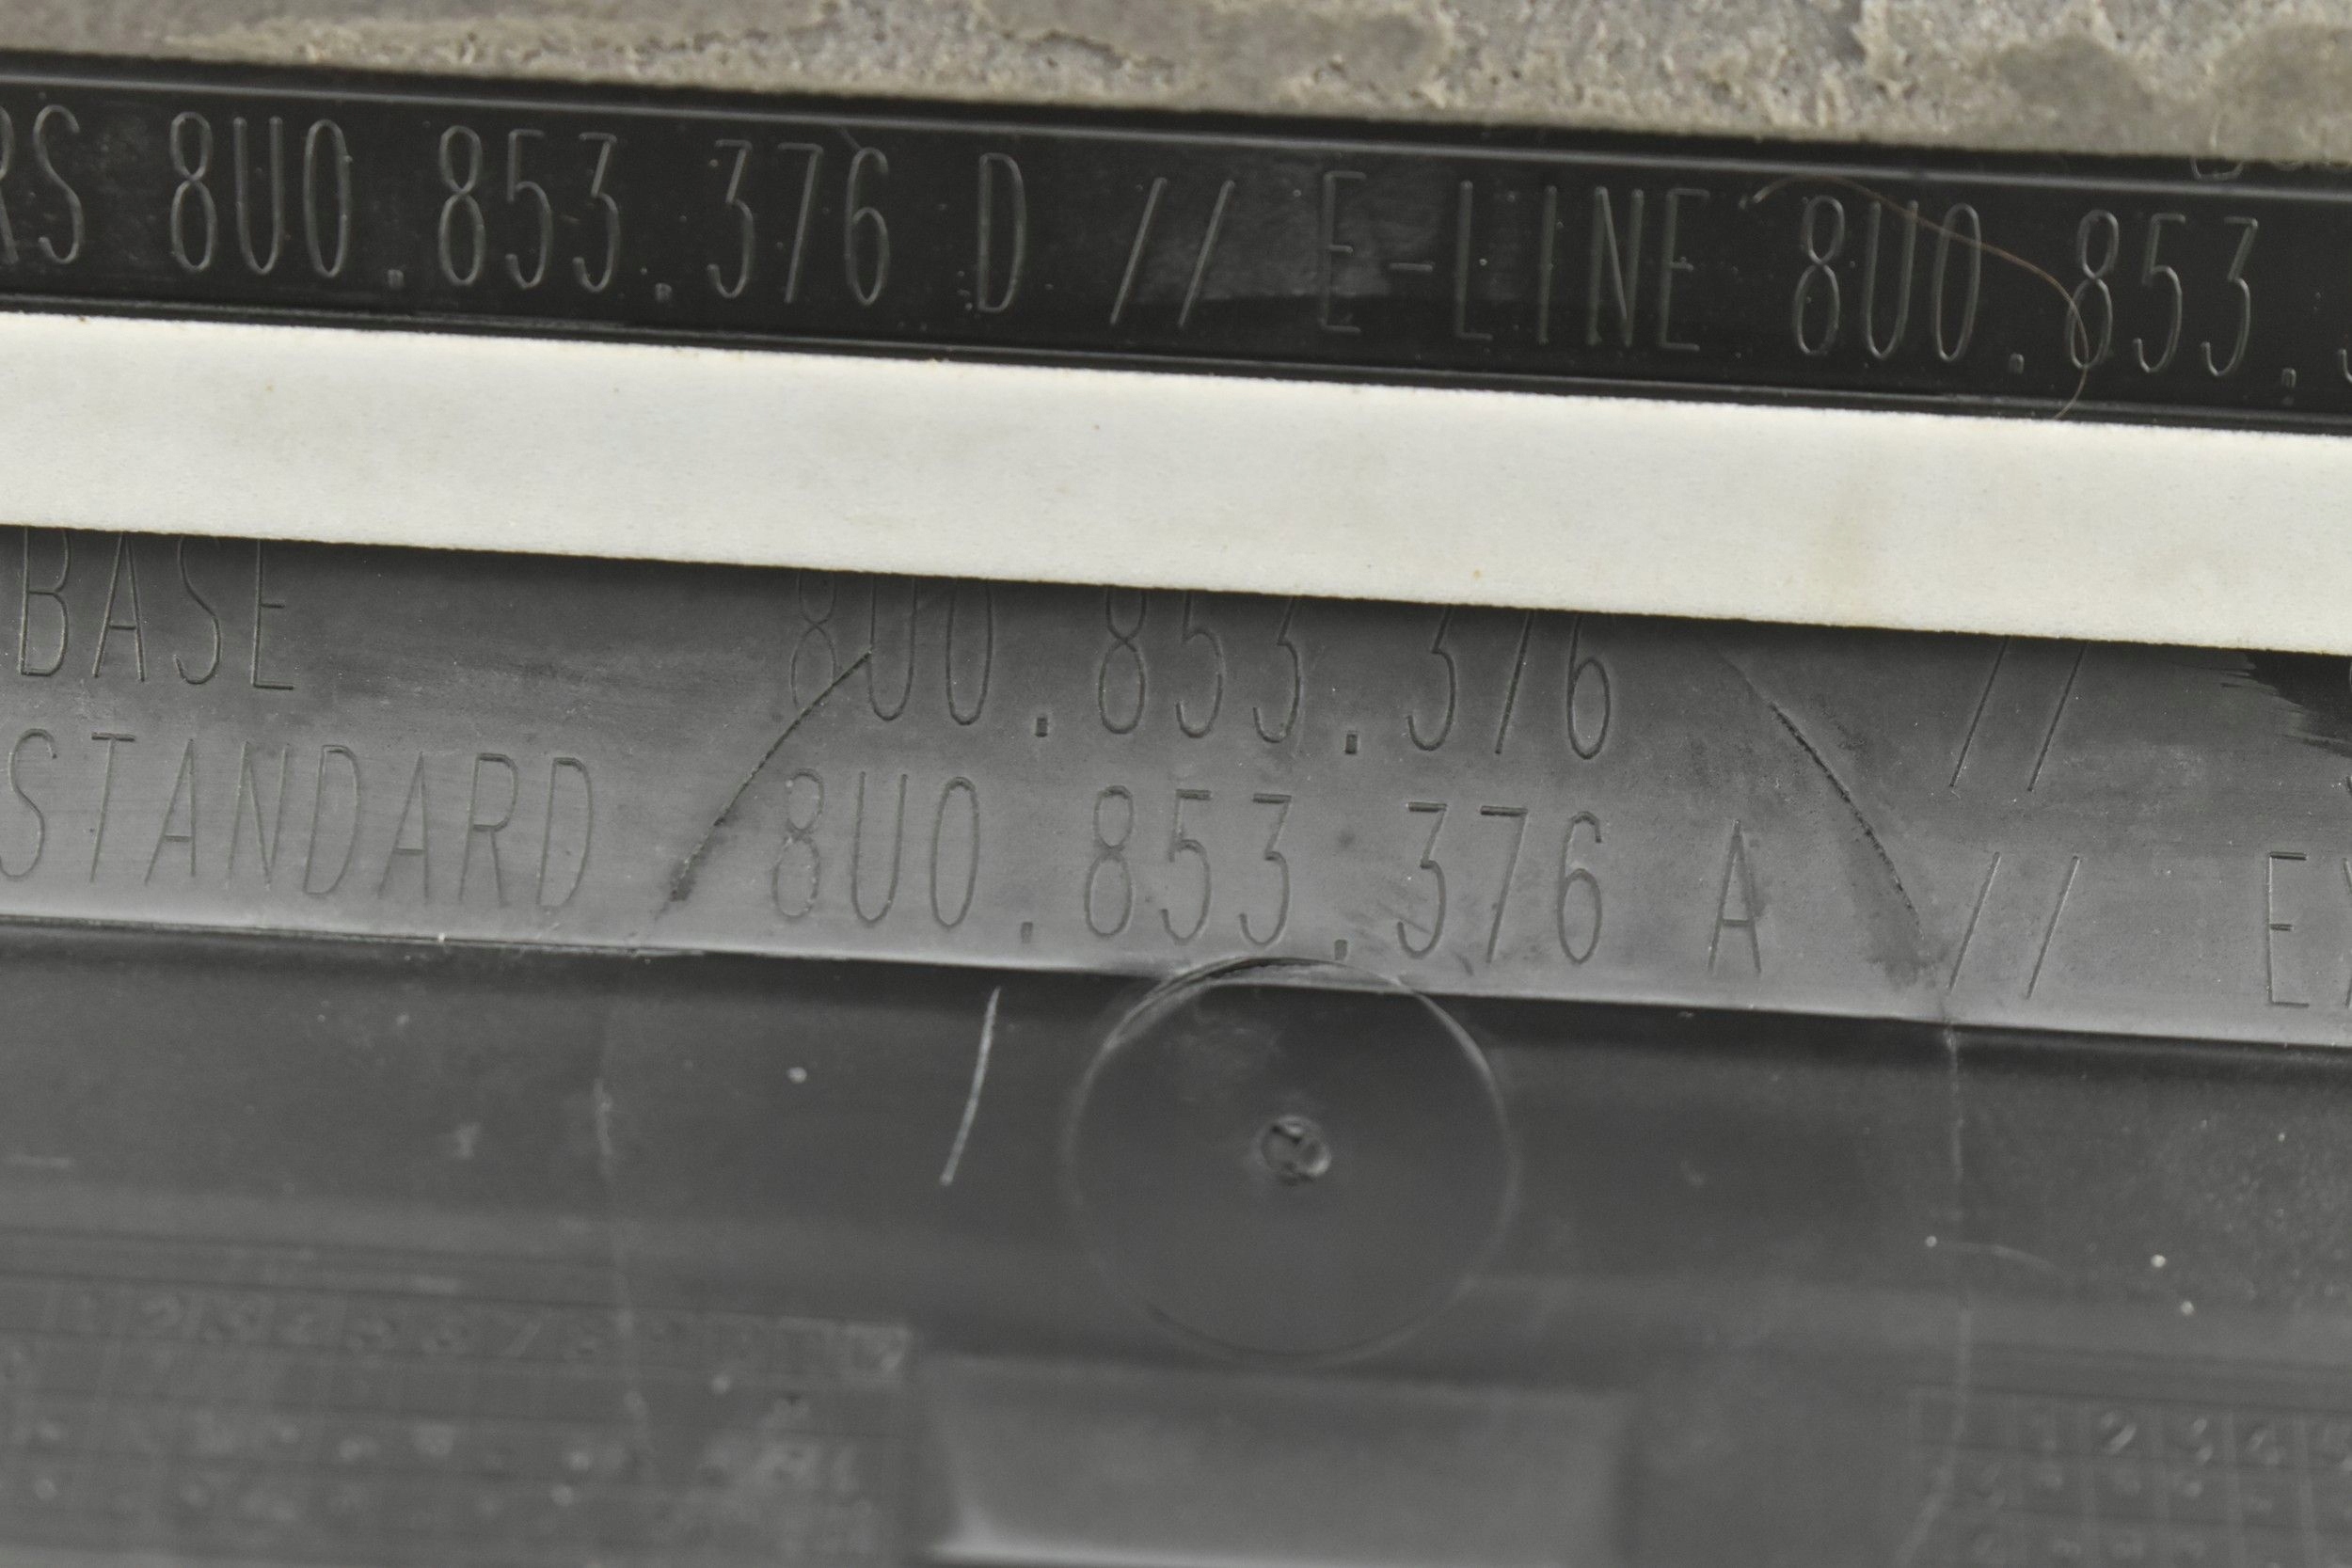 RS 8U0.853.376 D // E-LINE 8U0.853.
BASE 8U0.853.376 //
STANDARD 8U0.853.376 A //